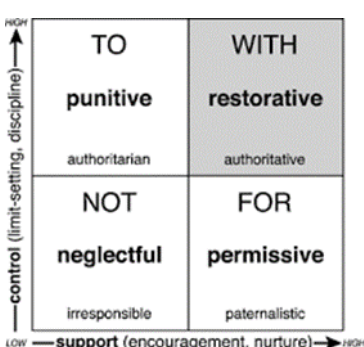 HIGH
TO
punitive
authoritarian
WITH
restorative
authoritative
NOT
neglectful
irresponsible
FOR
permissive
paternalistic
control (limit-setting, discipline)
LOW
support (encouragement, nurture)
HIGH